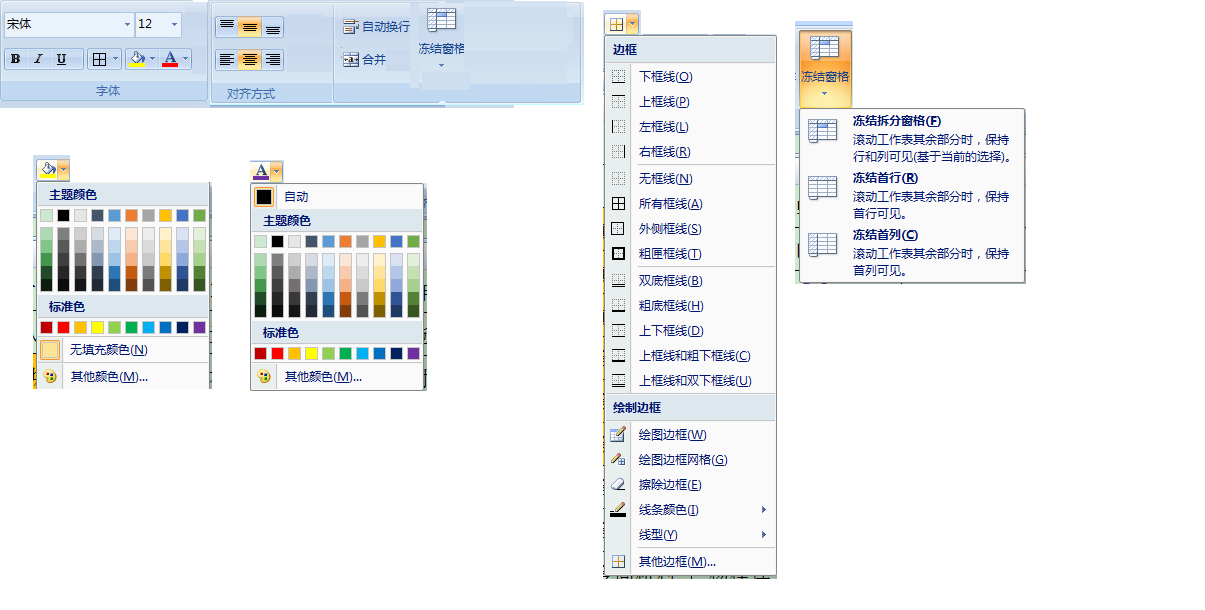 宋体 12
自动换行
冻结窗格
B I U A
合并
字体
对齐方式
主题颜色
标准色
无填充颜色(N)
其他颜色(M)...
A
自动
主题颜色
标准色
其他颜色(M)...
边框
下框线(O)
上框线(P)
左框线(L)
右框线(R)
无框线(N)
所有框线(A)
外侧框线(S)
粗匣框线(T)
双底框线(B)
粗底框线(H)
上下框线(D)
上框线和粗下框线(C)
上框线和双下框线(U)
绘制边框
绘图边框(W)
绘图边框网格(G)
擦除边框(E)
线条颜色(I)
线型(Y)
其他边框(M)...
冻结窗格
冻结拆分窗格(F)
滚动工作表其余部分时，保持
行和列可见(基于当前的选择)。
冻结首行(R)
滚动工作表其余部分时，保持
首行可见。
冻结首列(C)
滚动工作表其余部分时，保持
首列可见。